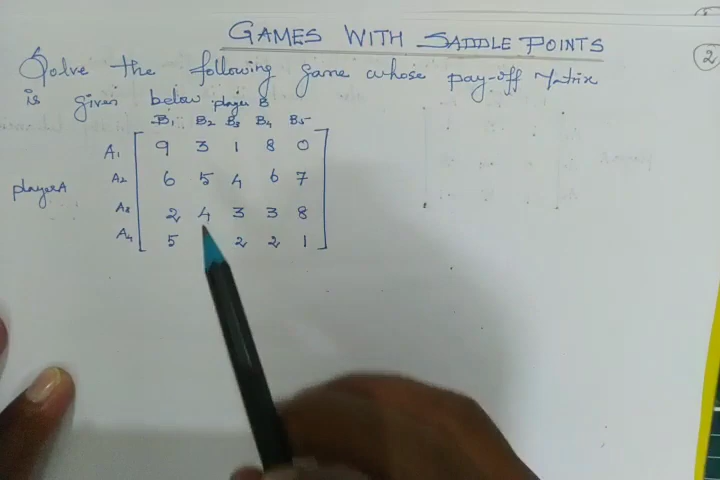 GAMES WITH SADDLE POINTS
2
Solve the following game whose pay-off matrix
is given below player B
B1 B2 B3 B4 B5
A1 9 3 1 8 0
A2 6 5 4 6 7
playerA
A3 2 4 3 3 8
A4 5 2 2 1